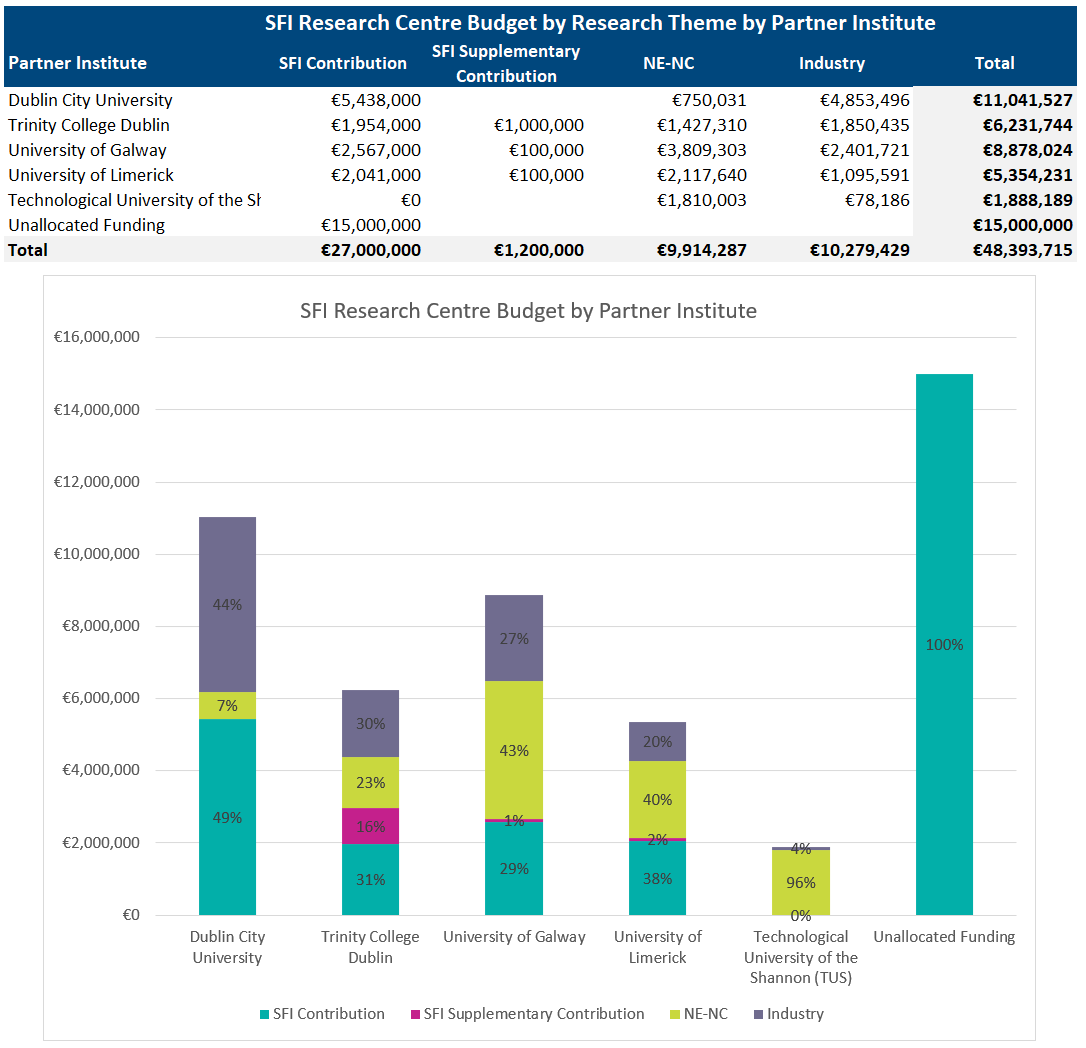 SFI Research Centre Budget by Research Theme by Partner Institute
Partner Institute SFI Contribution SFI Supplementary Contribution NE-NC Industry Total
Dublin City University €5,438,000 €750,031 €4,853,496 €11,041,527
Trinity College Dublin €1,954,000 €1,000,000 €1,427,310 €1,850,435 €6,231,744
University of Galway €2,567,000 €100,000 €3,809,303 €2,401,721 €8,878,024
University of Limerick €2,041,000 €100,000 €2,117,640 €1,095,591 €5,354,231
Technological University of the Sh €0 €1,810,003 €78,186 €1,888,189
Unallocated Funding €15,000,000 €15,000,000
Total €27,000,000 €1,200,000 €9,914,287 €10,279,429 €48,393,715
SFI Research Centre Budget by Partner Institute
€16,000,000
€14,000,000
€12,000,000
€10,000,000
€8,000,000
€6,000,000
€4,000,000
€2,000,000
€0
44%
7%
49%
30%
23%
16%
31%
27%
43%
1%
29%
20%
40%
2%
38%
4%
96%
0%
100%
Dublin City
University
Trinity College
Dublin
University of Galway
University of
Limerick
Technological
University of the
Shannon (TUS)
Unallocated Funding
SFI Contribution SFI Supplementary Contribution NE-NC Industry